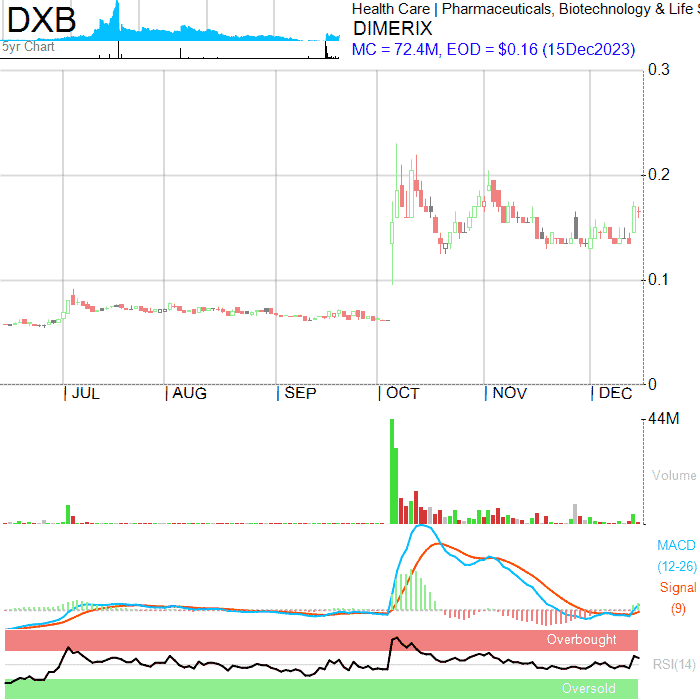 DXB
5yr Chart
Health Care | Pharmaceuticals, Biotechnology & Life
DIMERIX
MC = 72.4M, EOD = $0.16 (15Dec2023)
0.3
0.2
0.1
0
JUL
AUG
SEP
OCT
NOV
DEC
44M
Volume
MACD
(12-26)
Signal
(9)
Overbought
RSI(14)
Oversold